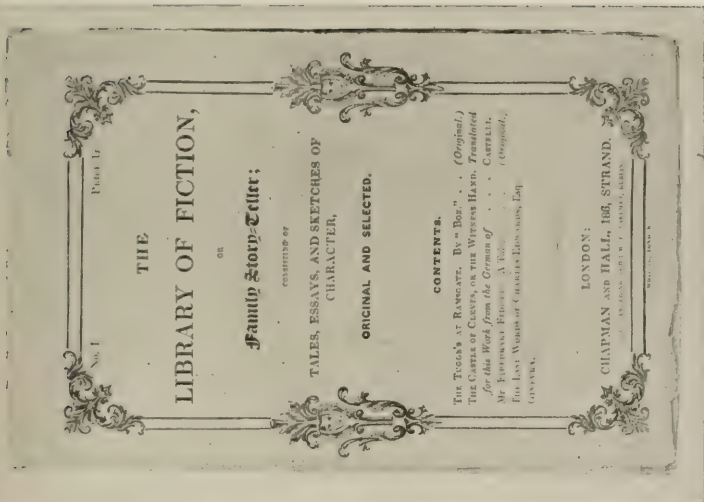 No. I
THE
LIBRARY OF FICTION,
OR
Family Story-Teller;
CONSISTING OF
TALES, ESSAYS, AND SKETCHES OF
CHARACTER,
ORIGINAL AND SELECTED.
CONTENTS.
THE TUGGS'S AT RAMSGATE. BY "BOZ." . . (Original.)
THE CASTLE OF CLEVES, OR THE WITNESS HAND. Translated
for this Work from the German of . . . CASTELLI.
MR
THE LAST WORDS OF CHARLES Esq.
LONDON:
CHAPMAN AND HALL, 186, STRAND.